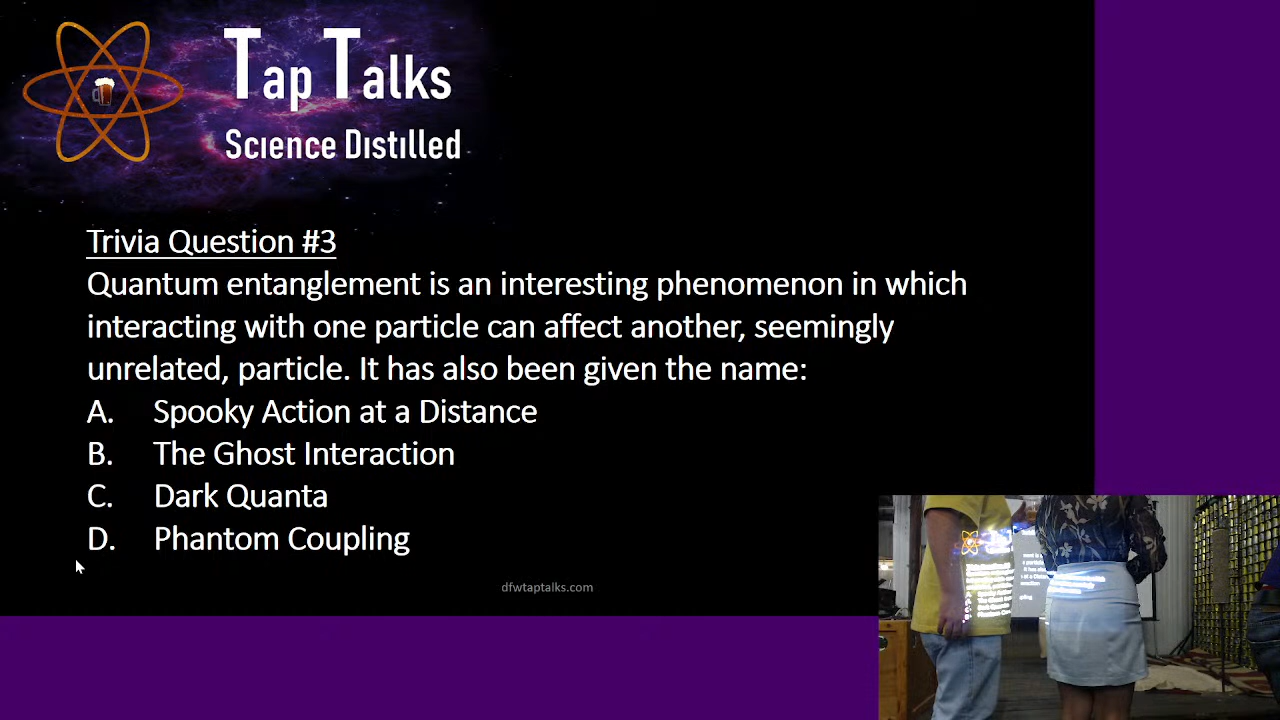 Tap Talks
Science Distilled
Trivia Question #3
Quantum entanglement is an interesting phenomenon in which
interacting with one particle can affect another, seemingly
unrelated, particle. It has also been given the name:
A. Spooky Action at a Distance
B. The Ghost Interaction
C. Dark Quanta
D. Phantom Coupling
dfwtaptalks.com